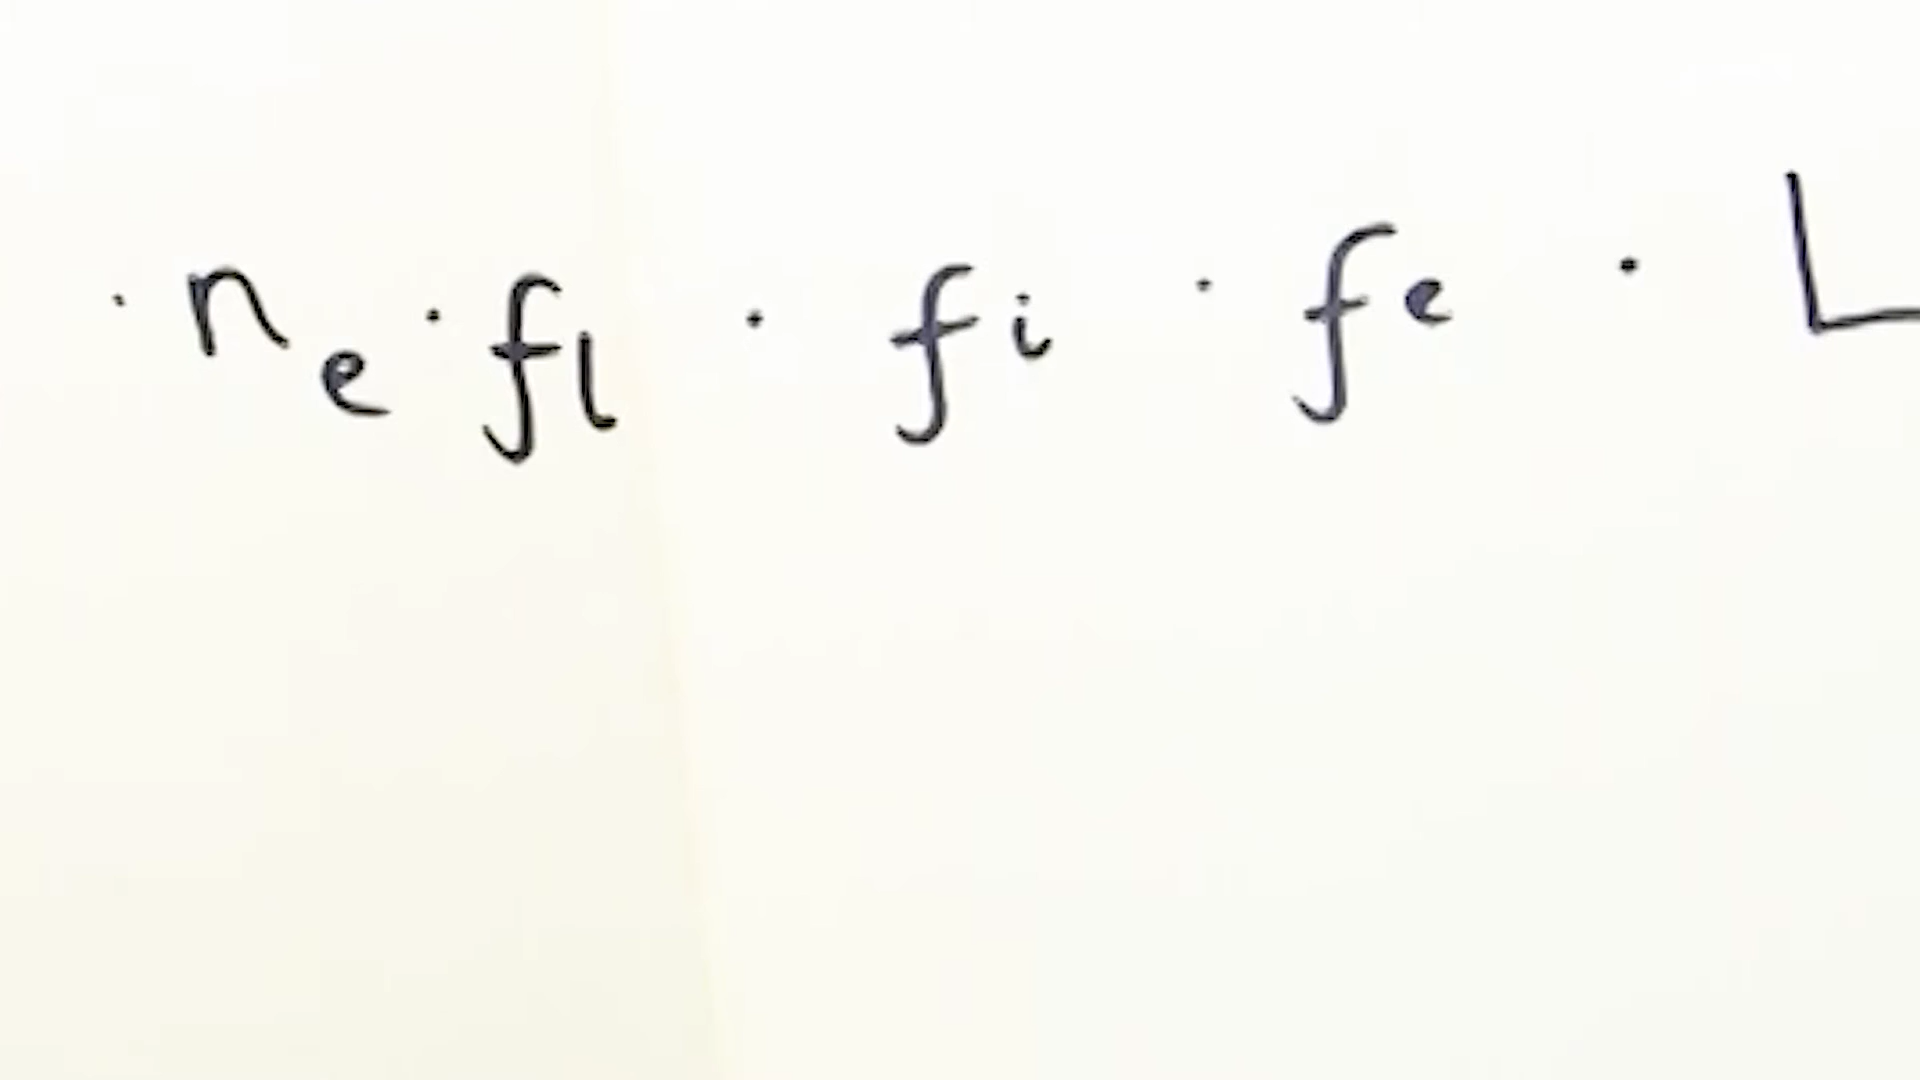 · nₑ · fₗ · fᵢ · fₑ · L